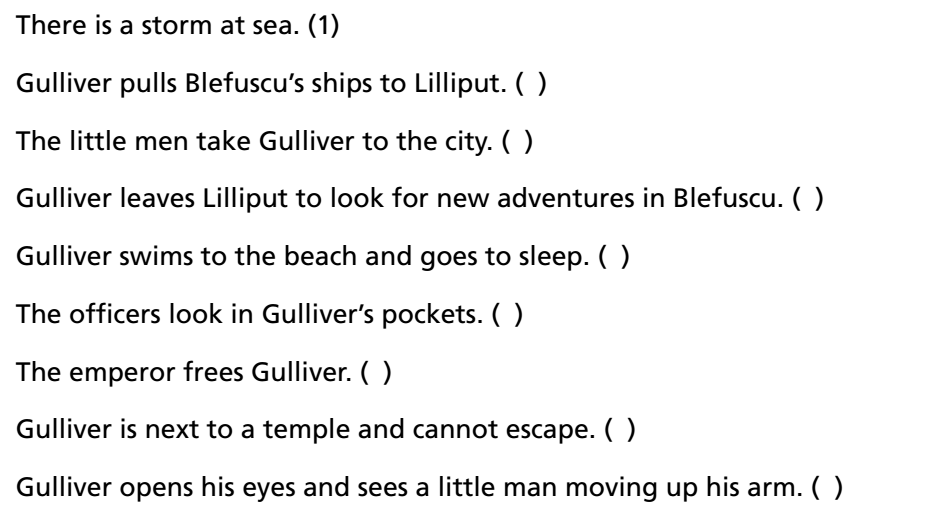 There is a storm at sea. (1)
Gulliver pulls Blefuscu’s ships to Lilliput. ( )
The little men take Gulliver to the city. ( )
Gulliver leaves Lilliput to look for new adventures in Blefuscu. ( )
Gulliver swims to the beach and goes to sleep. ( )
The officers look in Gulliver’s pockets. ( )
The emperor frees Gulliver. ( )
Gulliver is next to a temple and cannot escape. ( )
Gulliver opens his eyes and sees a little man moving up his arm. ( )